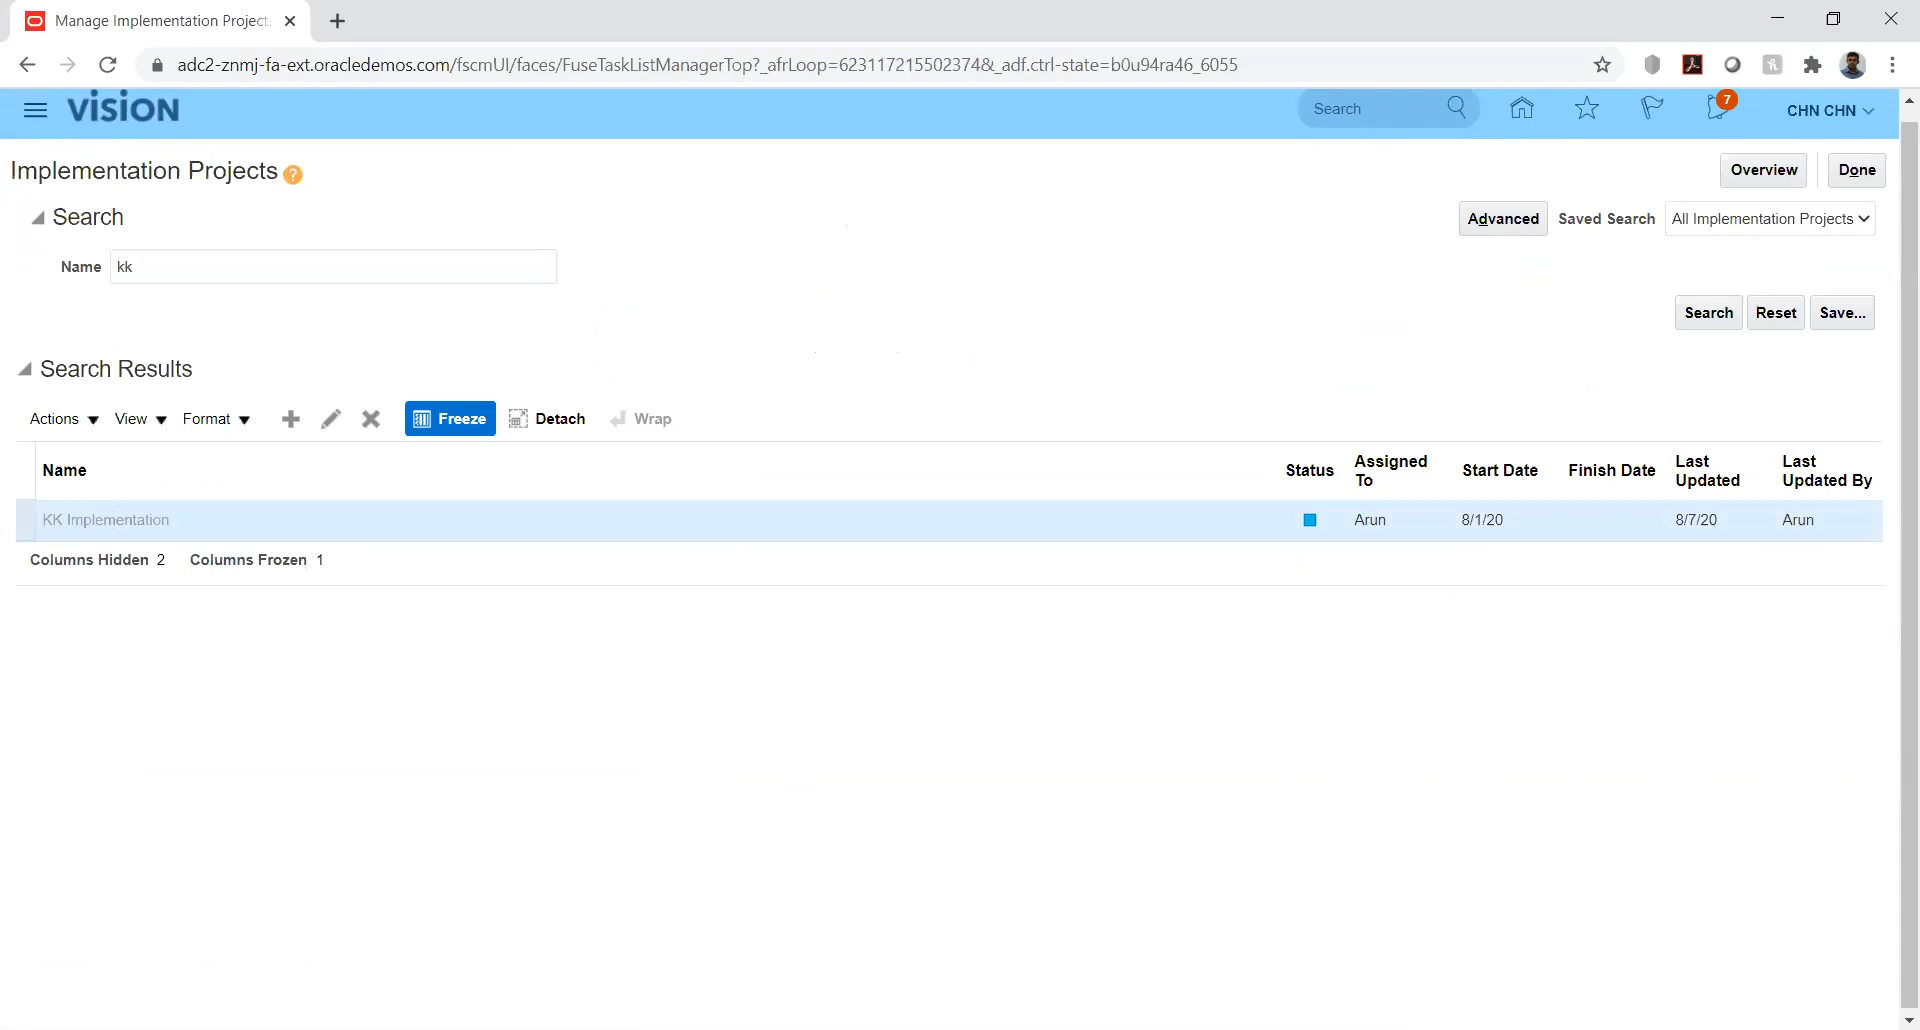 Manage Implementation Project
adc2-znmj-fa-ext.oracledemos.com/fscmUI/faces/FuseTaskListManagerTop?_afrLoop=62311721550237​4&_adf.ctrl-state=b0u94ra46_6055
VISION
Search
7
CHN CHN
Implementation Projects ?
Overview
Done
Search
Advanced
Saved Search
All Implementation Projects
Name
kk
Search
Reset
Save...
Search Results
Actions
View
Format
Freeze
Detach
Wrap
Name
Status
Assigned To
Start Date
Finish Date
Last Updated
Last Updated By
KK Implementation
Arun
8/1/20
8/7/20
Arun
Columns Hidden 2
Columns Frozen 1